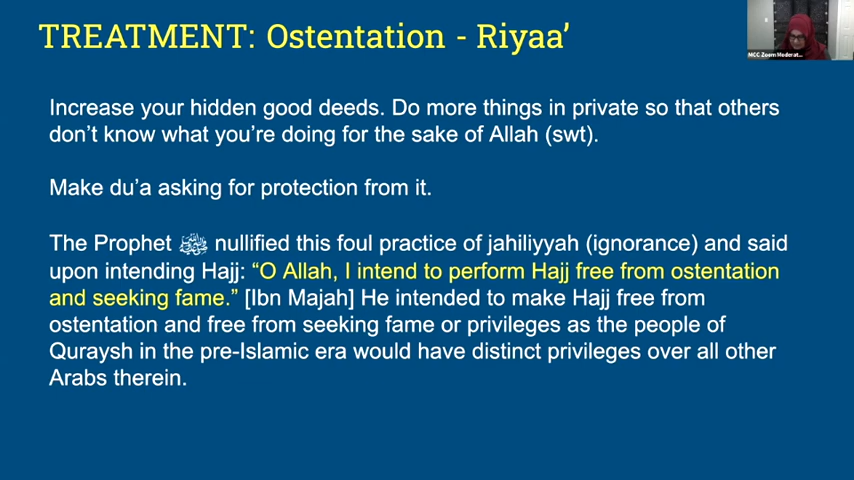 TREATMENT: Ostentation - Riyaa’
MCC Zoom Moderat...
Increase your hidden good deeds. Do more things in private so that others
don’t know what you’re doing for the sake of Allah (swt).
Make du’a asking for protection from it.
The Prophet ﷺ nullified this foul practice of jahiliyyah (ignorance) and said
upon intending Hajj: “O Allah, I intend to perform Hajj free from ostentation
and seeking fame.” [Ibn Majah] He intended to make Hajj free from
ostentation and free from seeking fame or privileges as the people of
Quraysh in the pre-Islamic era would have distinct privileges over all other
Arabs therein.